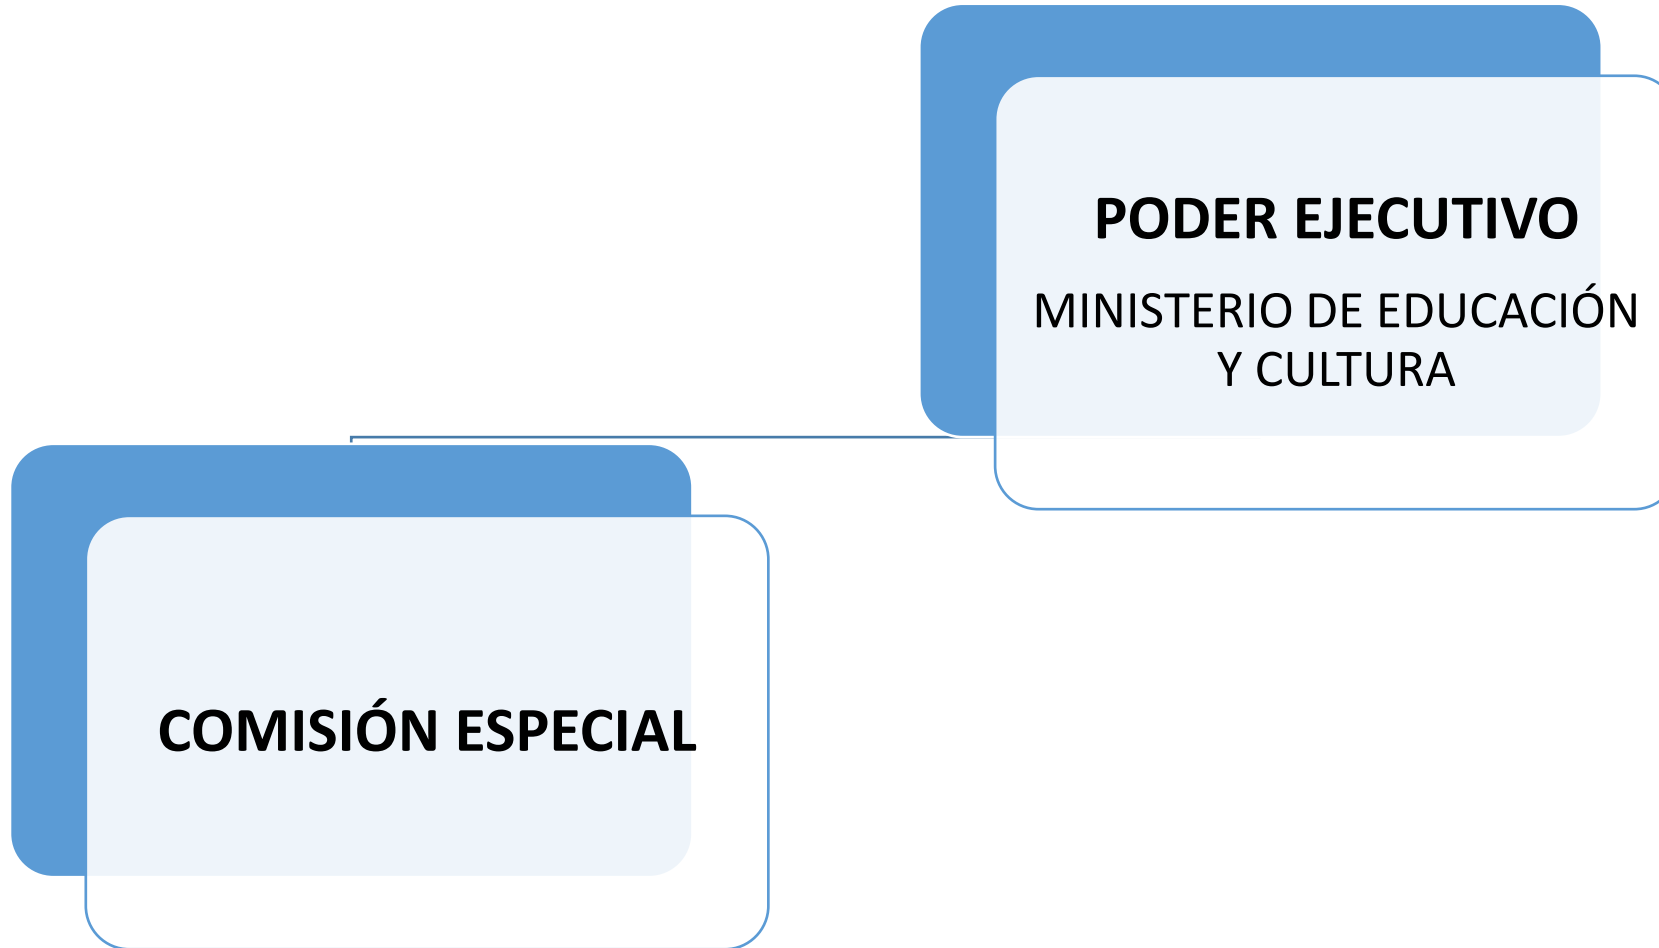 PODER EJECUTIVO
MINISTERIO DE EDUCACIÓN
Y CULTURA
COMISIÓN ESPECIAL